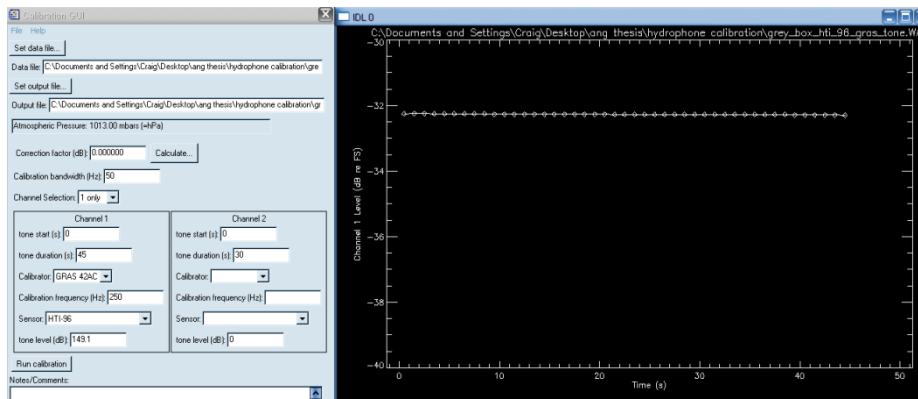 Calibration GUI
File Help
Set data file...
Data file: C:\Documents and Settings\Craig\Desktop\ang thesis\hydrophone calibration\gre
Set output file...
Output file: C:\Documents and Settings\Craig\Desktop\ang thesis\hydrophone calibration\gr
Atmospheric Pressure: 1013.00 mbars (=hPa)
Correction factor (dB): 0.000000 Calculate...
Calibration bandwidth (Hz): 50
Channel Selection: 1 only
Channel 1
tone start (s): 0
tone duration (s): 45
Calibrator: GRAS 42AC
Calibration frequency (Hz): 250
Sensor: HTI-96
tone level (dB): 149.1
Channel 2
tone start (s): 0
tone duration (s): 30
Calibrator:
Calibration frequency (Hz):
Sensor:
tone level (dB): 0
Run calibration
Notes/Comments:
IDL 0
C:\Documents and Settings\Craig\Desktop\ang thesis\hydrophone calibration\grey_box_hti_96_gras_tone.WA
Channel 1 Level (dB re FS)
-30
-32
-34
-36
-38
-40
0 10 20 30 40 50
Time (s)